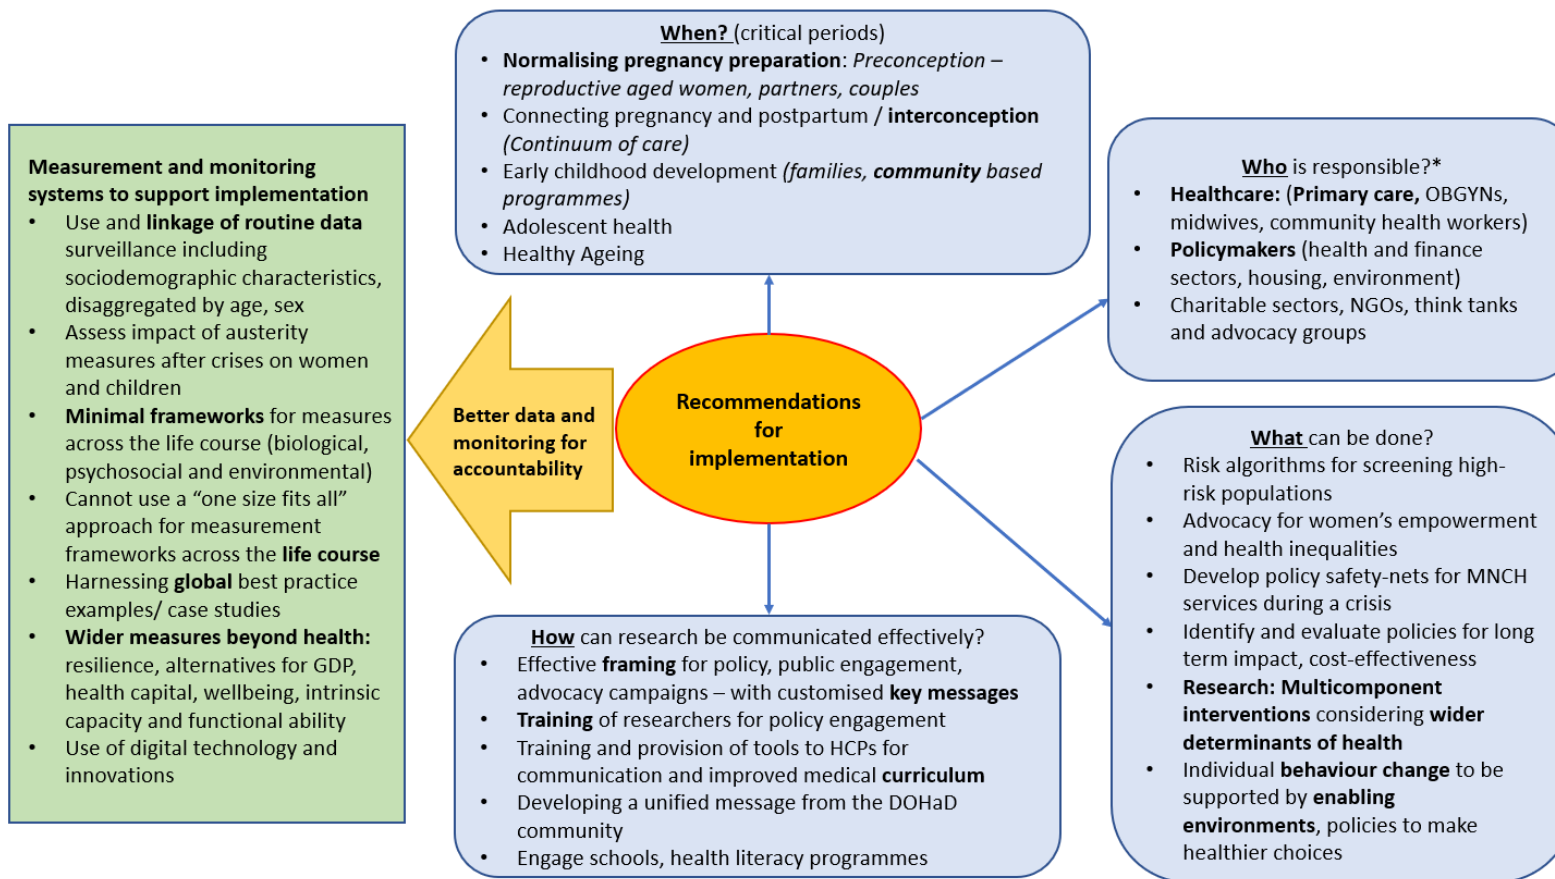 When? (critical periods)
• Normalising pregnancy preparation: Preconception –
reproductive aged women, partners, couples
• Connecting pregnancy and postpartum / interconception
(Continuum of care)
• Early childhood development (families, community based
programmes)
• Adolescent health
• Healthy Ageing
Measurement and monitoring
systems to support implementation
• Use and linkage of routine data
surveillance including
sociodemographic characteristics,
disaggregated by age, sex
• Assess impact of austerity
measures after crises on women
and children
• Minimal frameworks for measures
across the life course (biological,
psychosocial and environmental)
• Cannot use a “one size fits all”
approach for measurement
frameworks across the life course
• Harnessing global best practice
examples/ case studies
• Wider measures beyond health:
resilience, alternatives for GDP,
health capital, wellbeing, intrinsic
capacity and functional ability
• Use of digital technology and
innovations
Better data and
monitoring for
accountability
Recommendations
for
implementation
Who is responsible?*
• Healthcare: (Primary care, OBGYNs,
midwives, community health workers)
• Policymakers (health and finance
sectors, housing, environment)
• Charitable sectors, NGOs, think tanks
and advocacy groups
What can be done?
• Risk algorithms for screening high-
risk populations
• Advocacy for women’s empowerment
and health inequalities
• Develop policy safety-nets for MNCH
services during a crisis
• Identify and evaluate policies for long
term impact, cost-effectiveness
• Research: Multicomponent
interventions considering wider
determinants of health
• Individual behaviour change to be
supported by enabling
environments, policies to make
healthier choices
How can research be communicated effectively?
• Effective framing for policy, public engagement,
advocacy campaigns – with customised key messages
• Training of researchers for policy engagement
• Training and provision of tools to HCPs for
communication and improved medical curriculum
• Developing a unified message from the DOHaD
community
• Engage schools, health literacy programmes